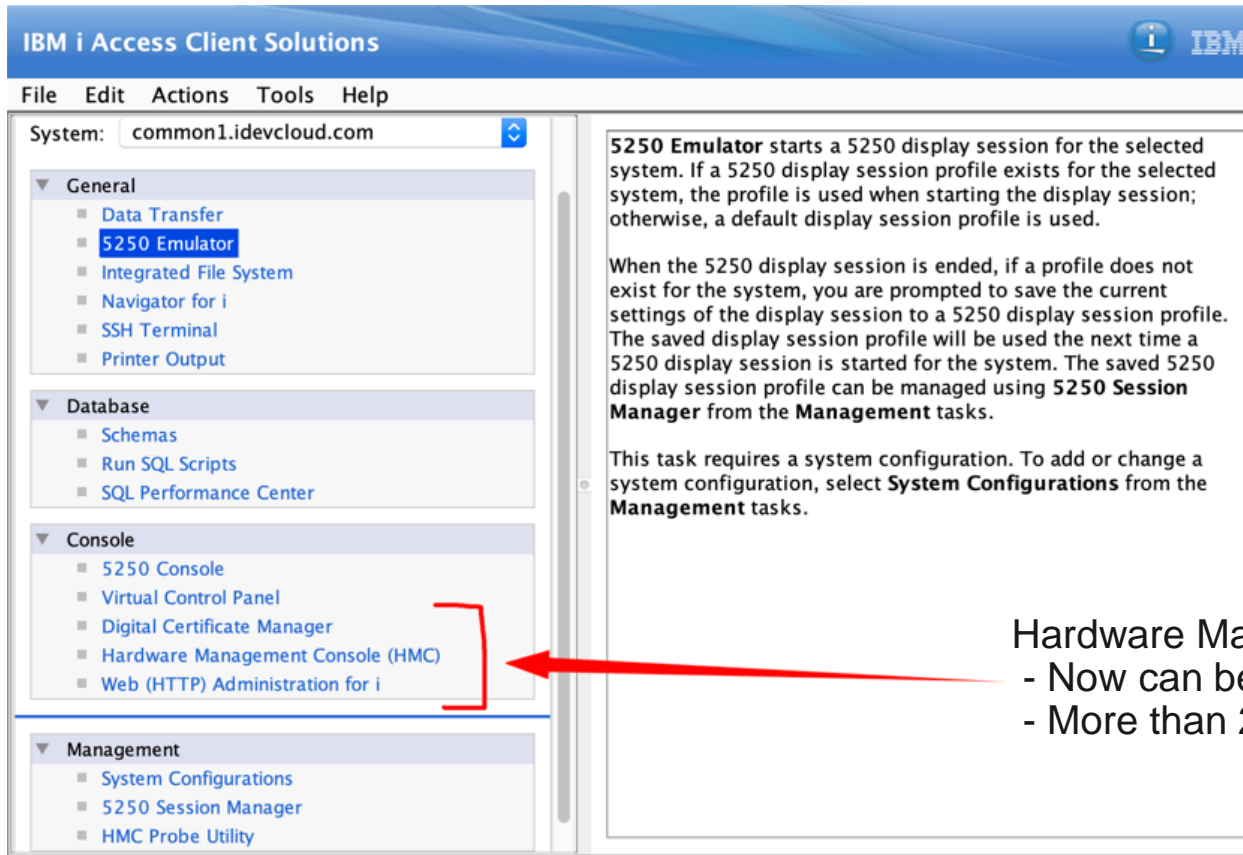 IBM i Access Client Solutions
i IBM
File Edit Actions Tools Help
System: common1.idevcloud.com
General
Data Transfer
5250 Emulator
Integrated File System
Navigator for i
SSH Terminal
Printer Output
Database
Schemas
Run SQL Scripts
SQL Performance Center
Console
5250 Console
Virtual Control Panel
Digital Certificate Manager
Hardware Management Console (HMC)
Web (HTTP) Administration for i
Management
System Configurations
5250 Session Manager
HMC Probe Utility
5250 Emulator starts a 5250 display session for the selected
system. If a 5250 display session profile exists for the selected
system, the profile is used when starting the display session;
otherwise, a default display session profile is used.
When the 5250 display session is ended, if a profile does not
exist for the system, you are prompted to save the current
settings of the display session to a 5250 display session profile.
The saved display session profile will be used the next time a
5250 display session is started for the system. The saved 5250
display session profile can be managed using 5250 Session
Manager from the Management tasks.
This task requires a system configuration. To add or change a
system configuration, select System Configurations from the
Management tasks.
Hardware Ma
- Now can be
- More than 2